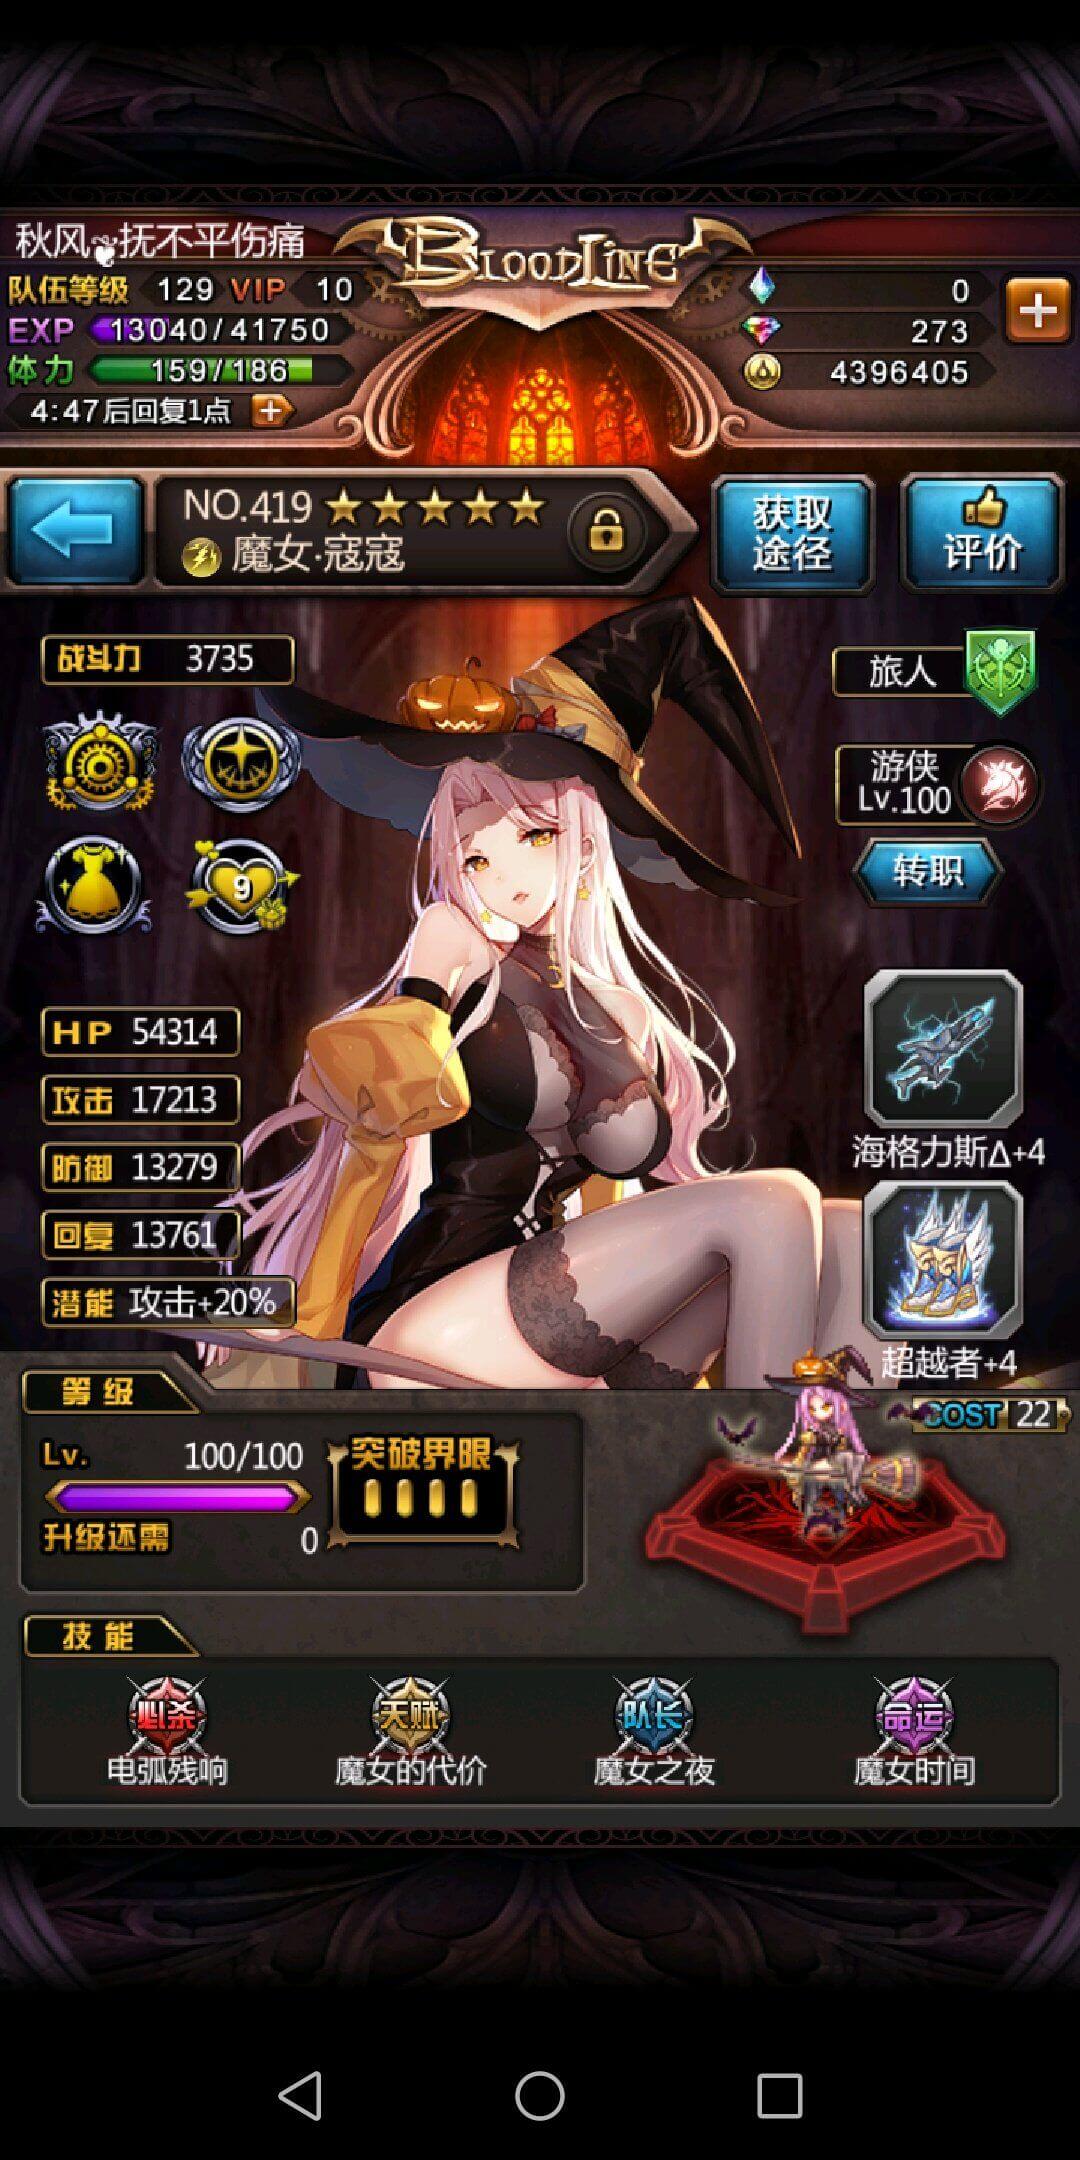 秋风❦抚不平伤痛
BLOODLINE
队伍等级 129 VIP 10
0
EXP 13040/41750
273
体力 159/186
4396405
4:47后回复1点
NO.419
魔女·寇寇
获取
途径
评价
战斗力 3735
旅人
游侠
Lv.100
转职
9
HP 54314
攻击 17213
防御 13279
回复 13761
潜能 攻击+20%
海格力斯Δ+4
超越者+4
COST 22
等级
Lv. 100/100
突破界限
升级还需 0
技能
必杀
天赋
队长
命运
电弧残响
魔女的代价
魔女之夜
魔女时间